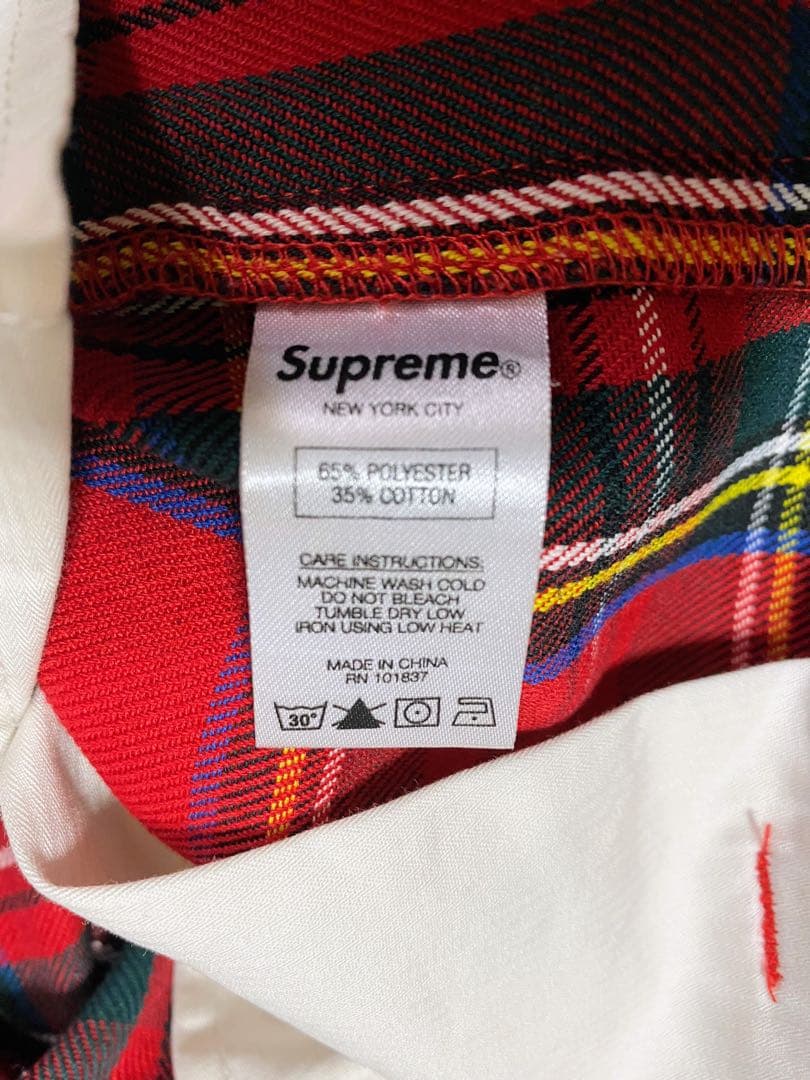 Supreme®
NEW YORK CITY
65% POLYESTER
35% COTTON
CARE INSTRUCTIONS:
MACHINE WASH COLD
DO NOT BLEACH
TUMBLE DRY LOW
IRON USING LOW HEAT
MADE IN CHINA
RN 101837
30°